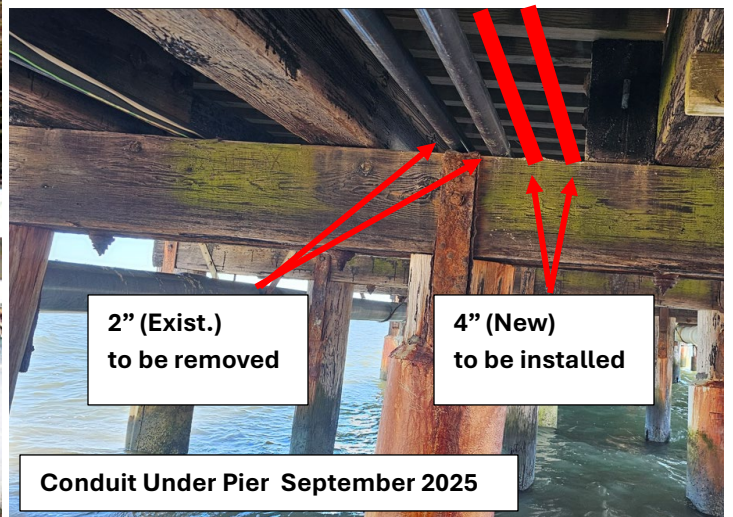 2” (Exist.)
to be removed
4” (New)
to be installed
Conduit Under Pier  September 2025